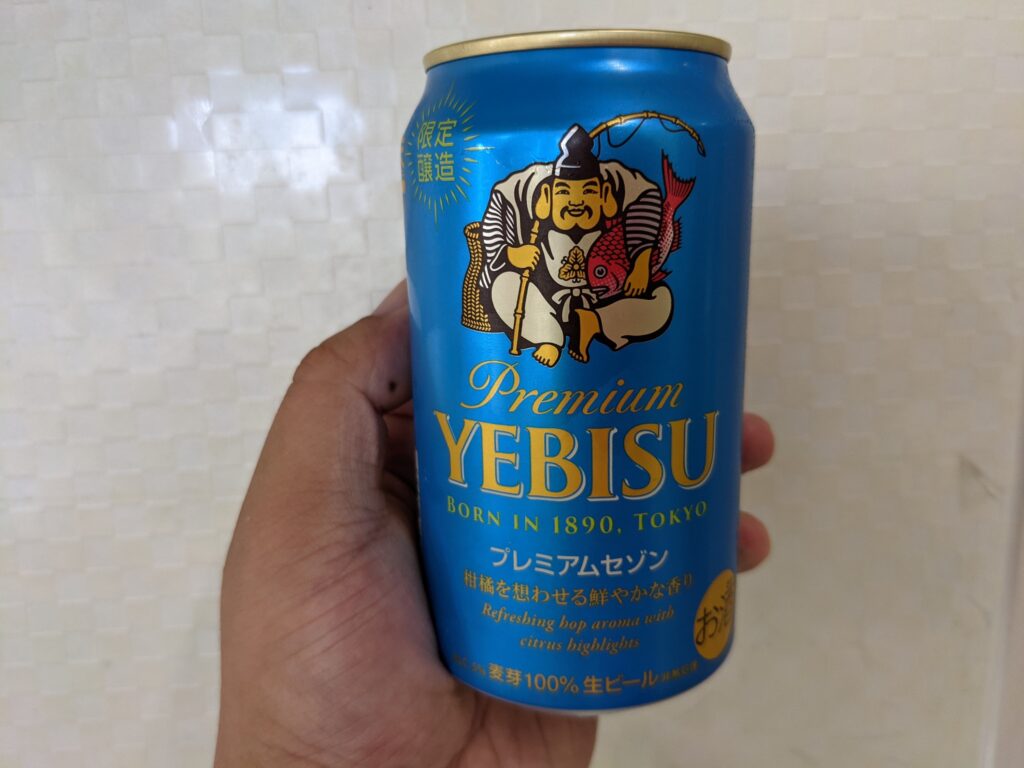 限定
醸造
Premium
YEBISU
BORN IN 1890, TOKYO
プレミアムセゾン
柑橘を想わせる鮮やかな香り
Refreshing hop aroma with
citrus highlights
お酒
麦芽100% 生ビール